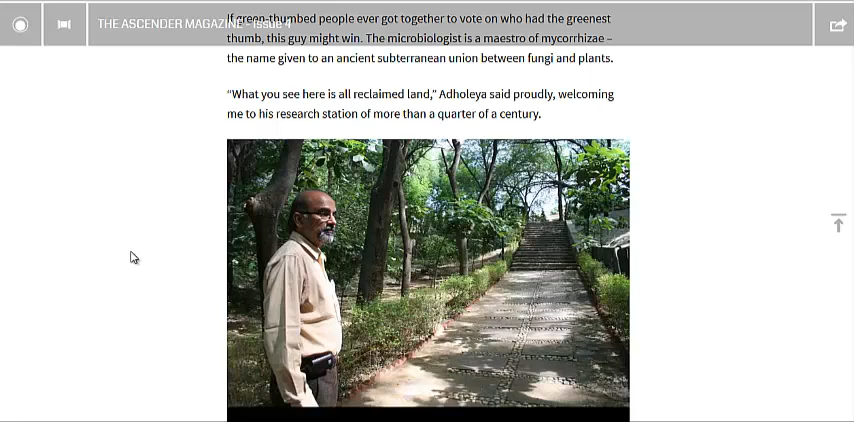 THE ASCENDER MAGAZINE - Issue 4
If green-thumbed people ever got together to vote on who had the greenest
thumb, this guy might win. The microbiologist is a maestro of mycorrhizae –
the name given to an ancient subterranean union between fungi and plants.
“What you see here is all reclaimed land,” Adholeya said proudly, welcoming
me to his research station of more than a quarter of a century.